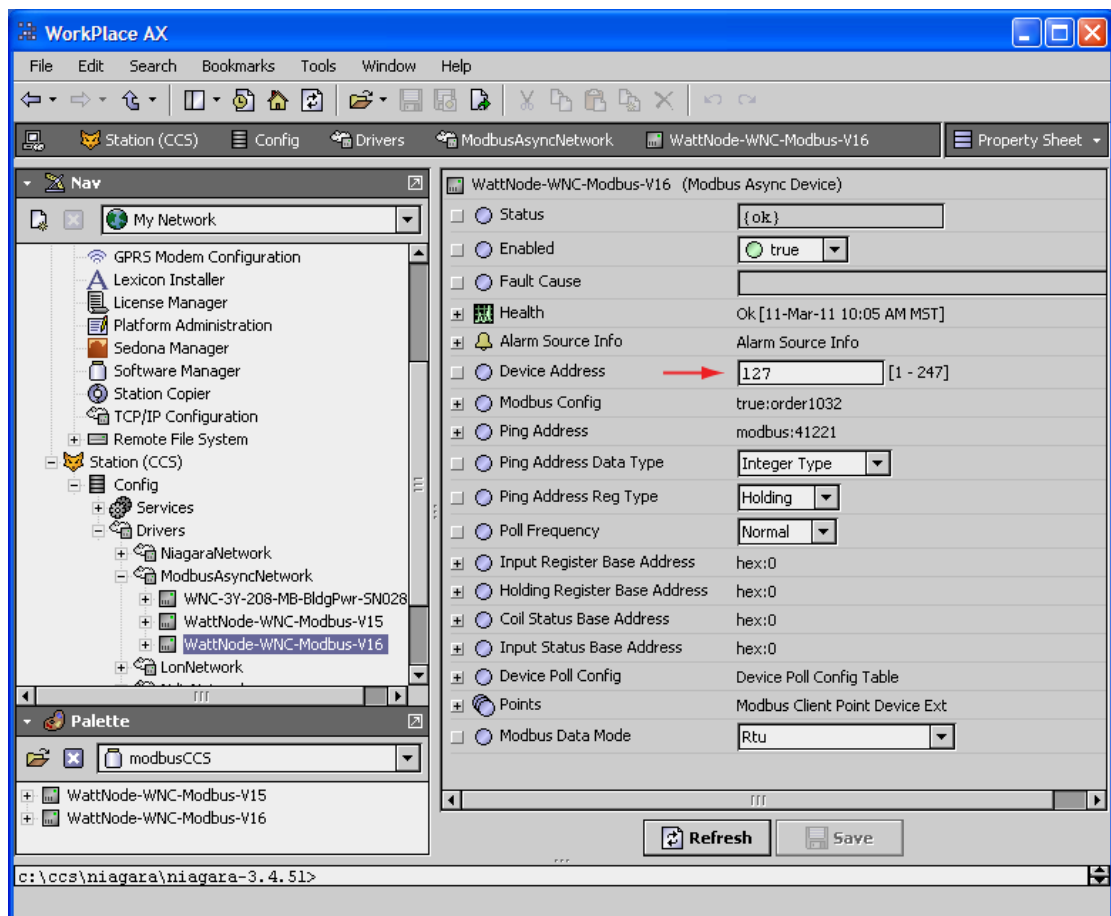 WorkPlace AX
File Edit Search Bookmarks Tools Window Help
Station (CCS) Config Drivers ModbusAsyncNetwork WattNode-WNC-Modbus-V16 Property Sheet
Nav
My Network
GPRS Modem Configuration
Lexicon Installer
License Manager
Platform Administration
Sedona Manager
Software Manager
Station Copier
TCP/IP Configuration
Remote File System
Station (CCS)
Config
Services
Drivers
NiagaraNetwork
ModbusAsyncNetwork
WNC-3Y-208-MB-BldgPwr-SN028
WattNode-WNC-Modbus-V15
WattNode-WNC-Modbus-V16
LonNetwork
Palette
modbusCCS
WattNode-WNC-Modbus-V15
WattNode-WNC-Modbus-V16
WattNode-WNC-Modbus-V16 (Modbus Async Device)
Status {ok}
Enabled true
Fault Cause
Health Ok [11-Mar-11 10:05 AM MST]
Alarm Source Info Alarm Source Info
Device Address 127 [1 - 247]
Modbus Config true:order1032
Ping Address modbus:41221
Ping Address Data Type Integer Type
Ping Address Reg Type Holding
Poll Frequency Normal
Input Register Base Address hex:0
Holding Register Base Address hex:0
Coil Status Base Address hex:0
Input Status Base Address hex:0
Device Poll Config Device Poll Config Table
Points Modbus Client Point Device Ext
Modbus Data Mode Rtu
Refresh Save
c:\ccs\niagara\niagara-3.4.51>